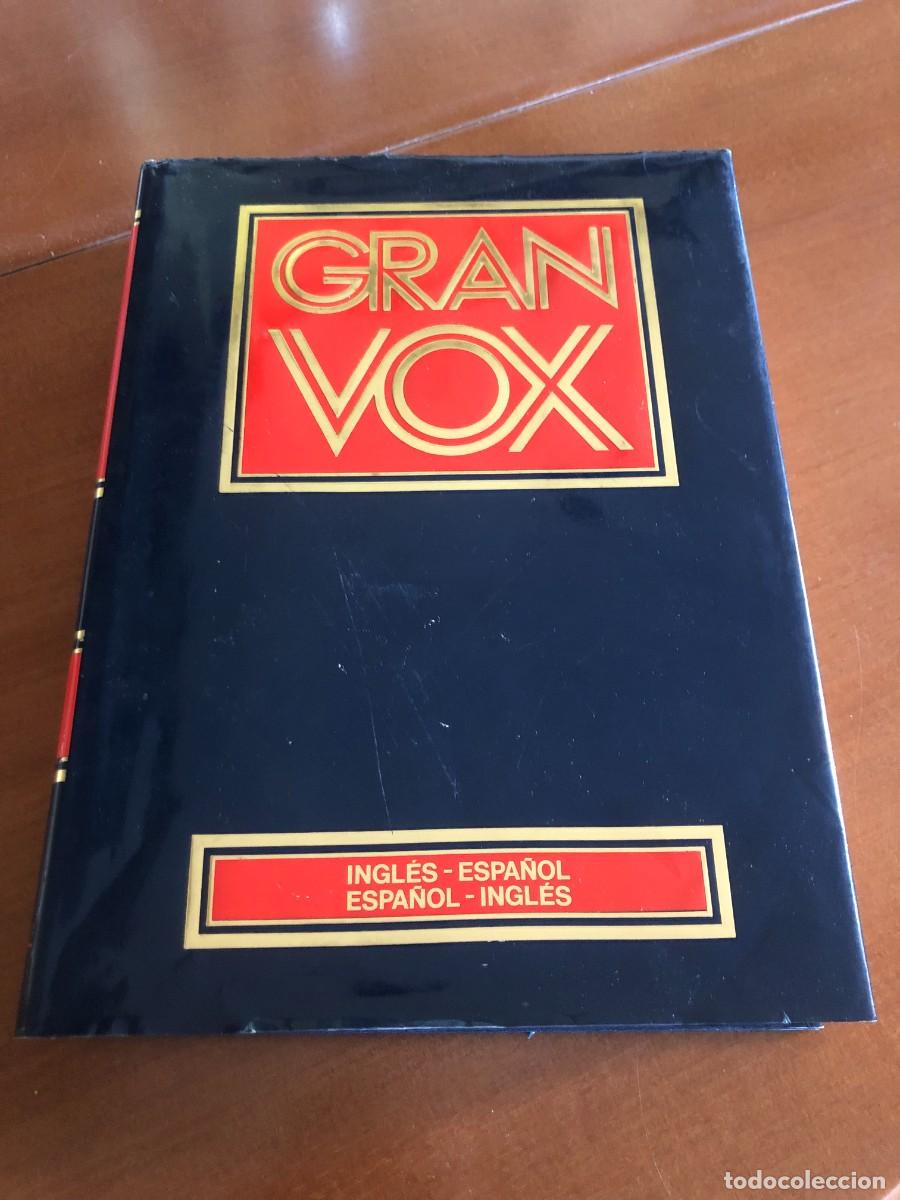 GRAN
VOX
INGLÉS - ESPAÑOL
ESPAÑOL - INGLÉS
todocoleccion